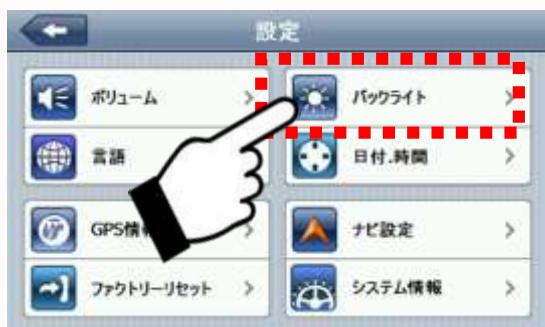 設定
ボリューム
バックライト
言語
日付.時間
GPS情
ナビ設定
ファクトリーリセット
システム情報